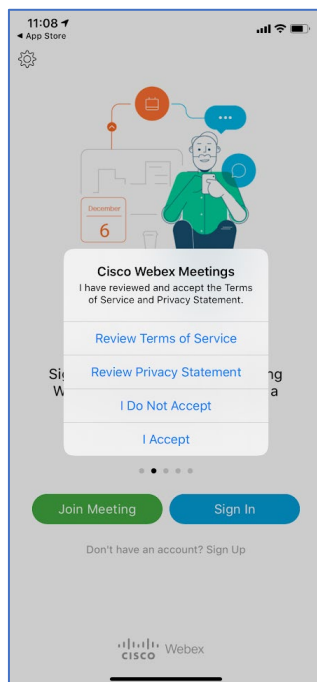 11:08
◀ App Store
December
6
Cisco Webex Meetings
I have reviewed and accept the Terms
of Service and Privacy Statement.
Review Terms of Service
Si ng
Review Privacy Statement
W a
I Do Not Accept
I Accept
Join Meeting
Sign In
Don't have an account? Sign Up
CISCO Webex